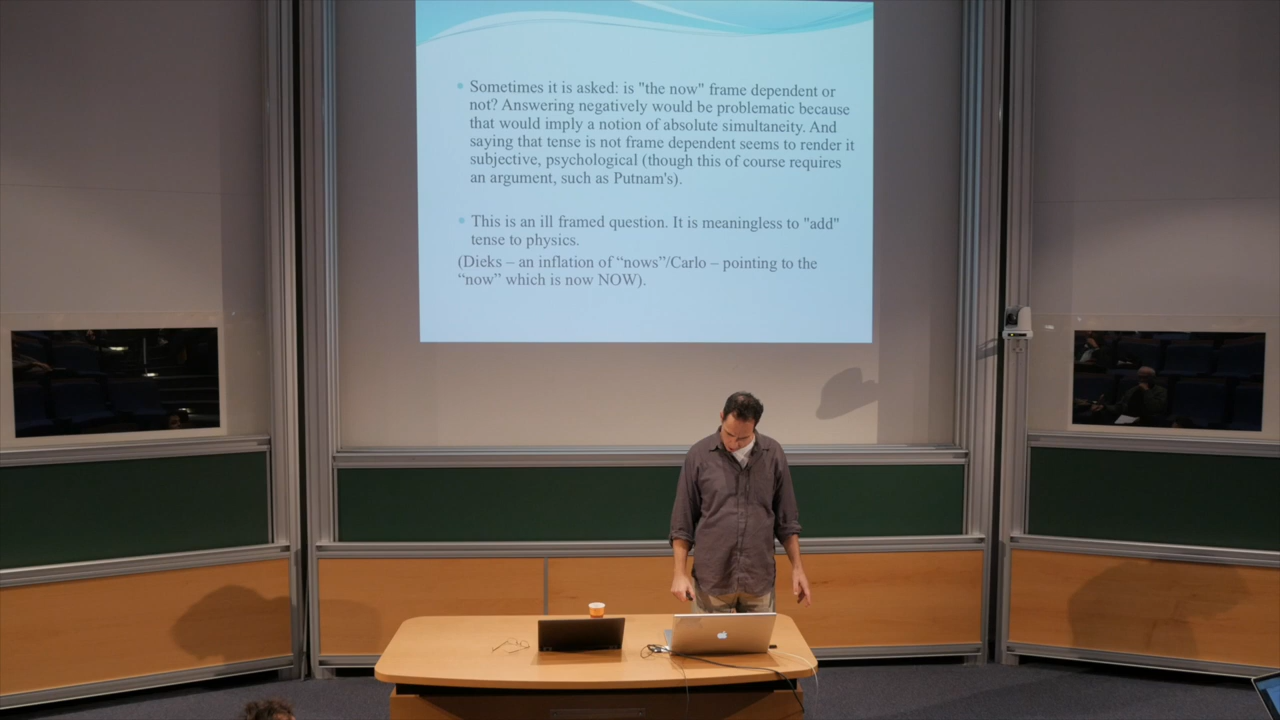 Sometimes it is asked: is "the now" frame dependent or
not? Answering negatively would be problematic because
that would imply a notion of absolute simultaneity. And
saying that tense is not frame dependent seems to render it
subjective, psychological (though this of course requires
an argument, such as Putnam's).
This is an ill framed question. It is meaningless to "add"
tense to physics.
(Dieks – an inflation of “nows”/Carlo – pointing to the
“now” which is now NOW).